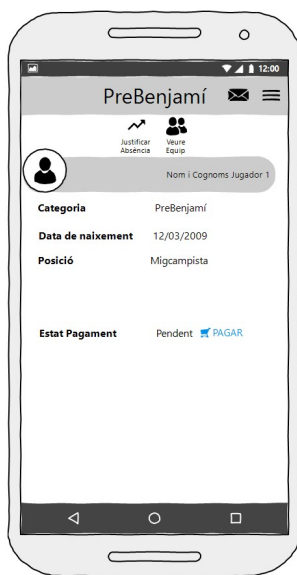 12:00
PreBenjamí
Justificar Absència
Veure Equip
Nom i Cognoms Jugador 1
Categoria PreBenjamí
Data de naixement 12/03/2009
Posició Migcampista
Estat Pagament Pendent PAGAR